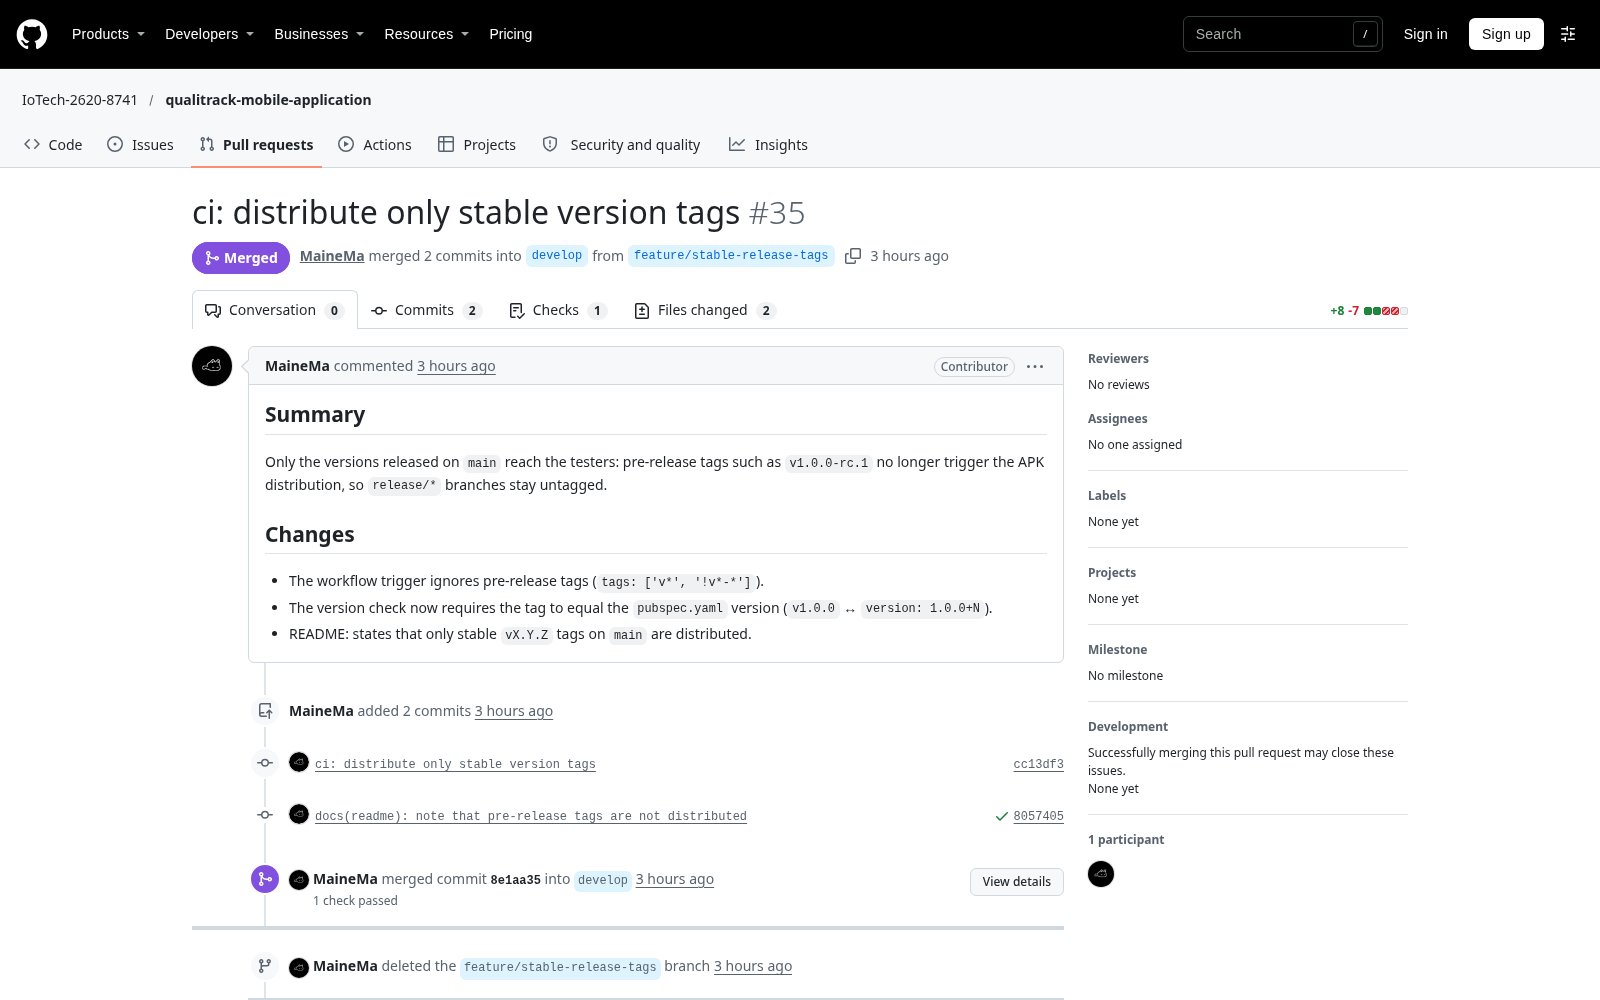 Products Developers Businesses Resources Pricing Search / Sign in Sign up
IoTech-2620-8741 / qualitrack-mobile-application
Code Issues Pull requests Actions Projects Security and quality Insights
ci: distribute only stable version tags #35
Merged MaineMa merged 2 commits into develop from feature/stable-release-tags 3 hours ago
Conversation 0 Commits 2 Checks 1 Files changed 2 +8 -7
MaineMa commented 3 hours ago Contributor
Summary
Only the versions released on main reach the testers: pre-release tags such as v1.0.0-rc.1 no longer trigger the APK
distribution, so release/* branches stay untagged.
Changes
• The workflow trigger ignores pre-release tags ( tags: ['v*', '!v*-*'] ).
• The version check now requires the tag to equal the pubspec.yaml version ( v1.0.0 ↔ version: 1.0.0+N ).
• README: states that only stable vX.Y.Z tags on main are distributed.
MaineMa added 2 commits 3 hours ago
ci: distribute only stable version tags cc13df3
docs(readme): note that pre-release tags are not distributed 8057405
MaineMa merged commit 8e1aa35 into develop 3 hours ago View details
1 check passed
MaineMa deleted the feature/stable-release-tags branch 3 hours ago
Reviewers
No reviews
Assignees
No one assigned
Labels
None yet
Projects
None yet
Milestone
No milestone
Development
Successfully merging this pull request may close these
issues.
None yet
1 participant